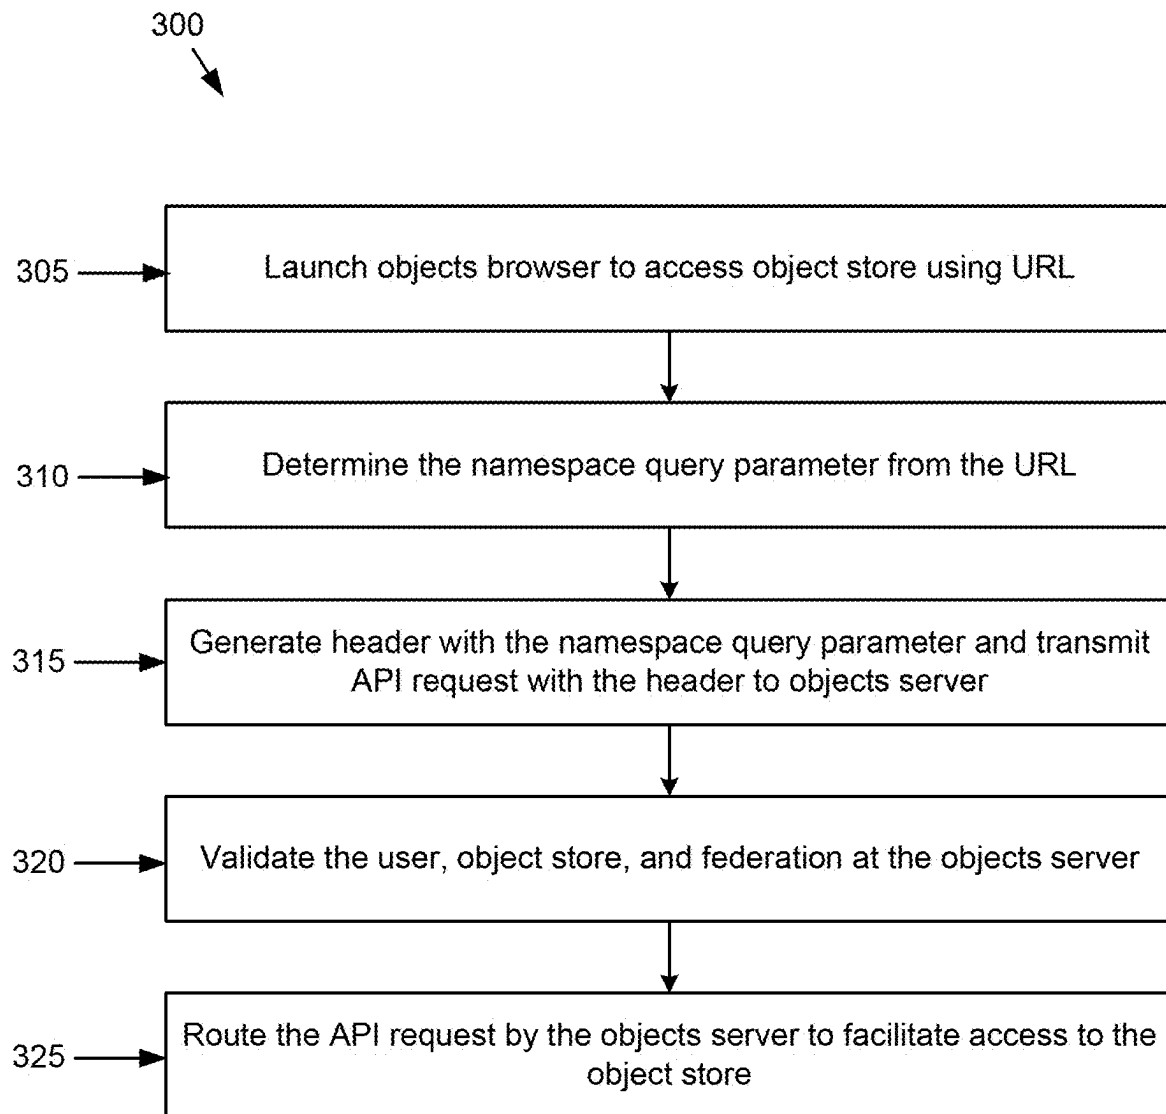 300
305
Launch objects browser to access object store using URL
310
Determine the namespace query parameter from the URL
315
Generate header with the namespace query parameter and transmit
API request with the header to objects server
320
Validate the user, object store, and federation at the objects server
325
Route the API request by the objects server to facilitate access to the
object store